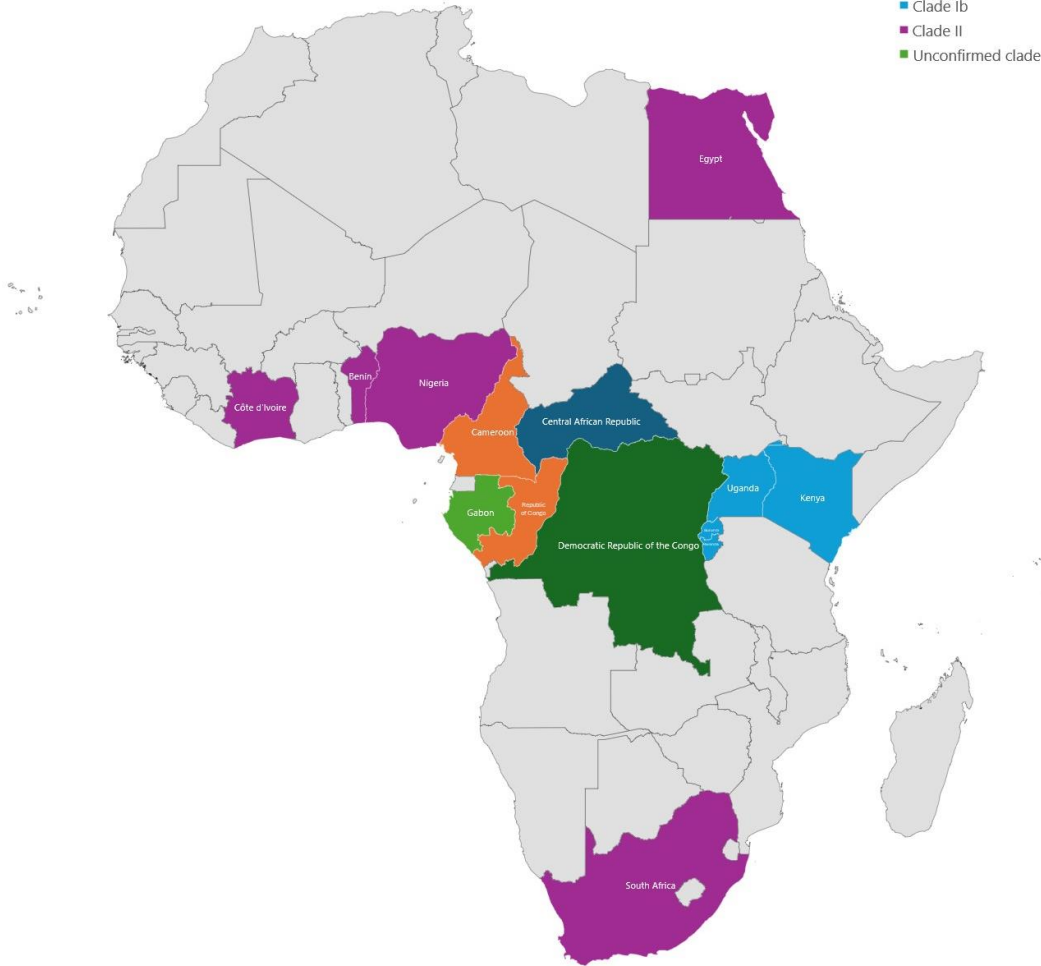 Clade Ib
Clade II
Unconfirmed clade
Egypt
Benin
Nigeria
Côte d'Ivoire
Central African Republic
Cameroon
Uganda
Kenya
Republic
of Congo
Gabon
Democratic Republic of the Congo
South Africa